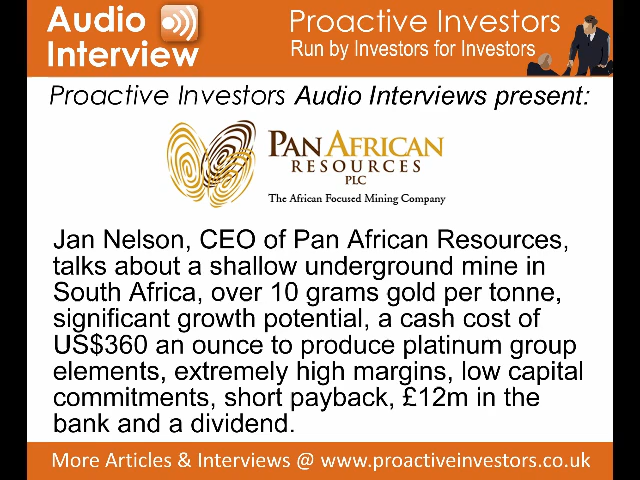 Audio
Interview
Proactive Investors
Run by Investors for Investors
Proactive Investors Audio Interviews present:
PAN AFRICAN
RESOURCES
PLC
The African Focused Mining Company
Jan Nelson, CEO of Pan African Resources,
talks about a shallow underground mine in
South Africa, over 10 grams gold per tonne,
significant growth potential, a cash cost of
US$360 an ounce to produce platinum group
elements, extremely high margins, low capital
commitments, short payback, £12m in the
bank and a dividend.
More Articles & Interviews @ www.proactiveinvestors.co.uk